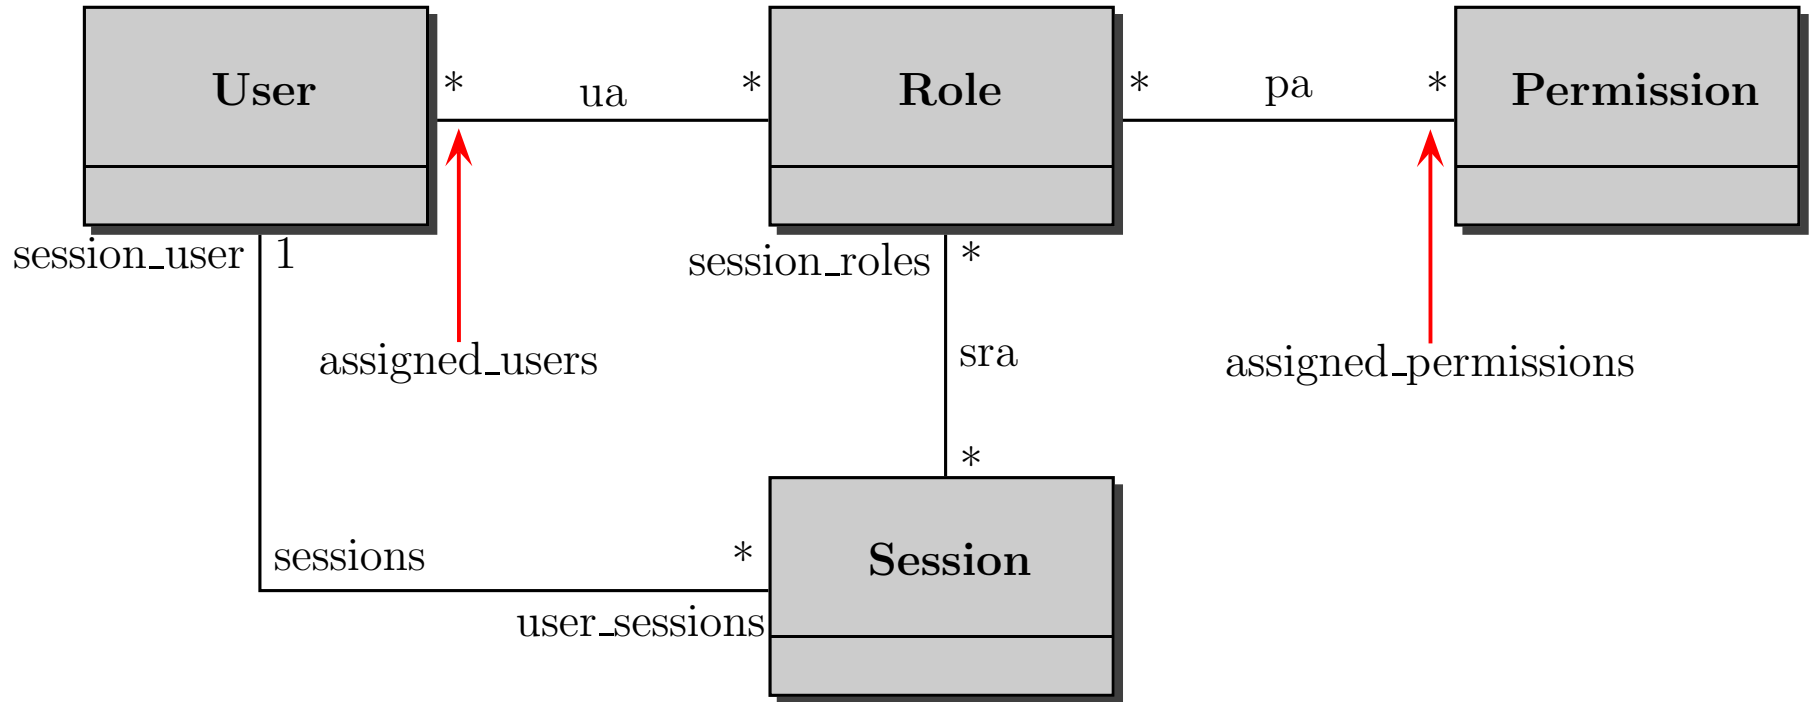 User
* ua *
Role
* pa *
Permission
session_user 1
session_roles *
assigned_users
sra
assigned_permissions
*
sessions *
Session
user_sessions